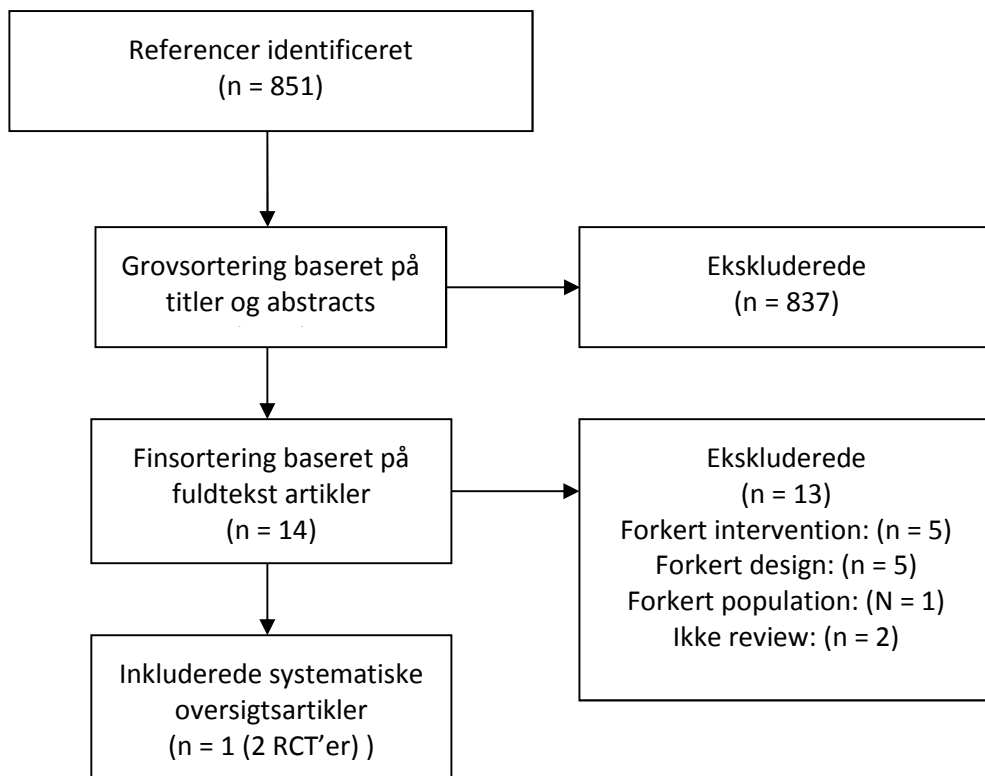 Referencer identificeret
(n = 851)
Grovsortering baseret på
titler og abstracts
Ekskluderede
(n = 837)
Finsortering baseret på
fuldtekst artikler
(n = 14)
Ekskluderede
(n = 13)
Forkert intervention: (n = 5)
Forkert design: (n = 5)
Forkert population: (N = 1)
Ikke review: (n = 2)
Inkluderede systematiske
oversigtsartikler
(n = 1 (2 RCT’er) )